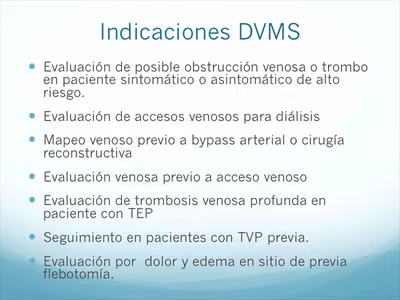 Indicaciones DVMS
Evaluación de posible obstrucción venosa o trombo
en paciente sintomático o asintomático de alto
riesgo.
Evaluación de accesos venosos para diálisis
Mapeo venoso previo a bypass arterial o cirugía
reconstructiva
Evaluación venosa previo a acceso venoso
Evaluación de trombosis venosa profunda en
paciente con TEP
Seguimiento en pacientes con TVP previa.
Evaluación por dolor y edema en sitio de previa
flebotomía.